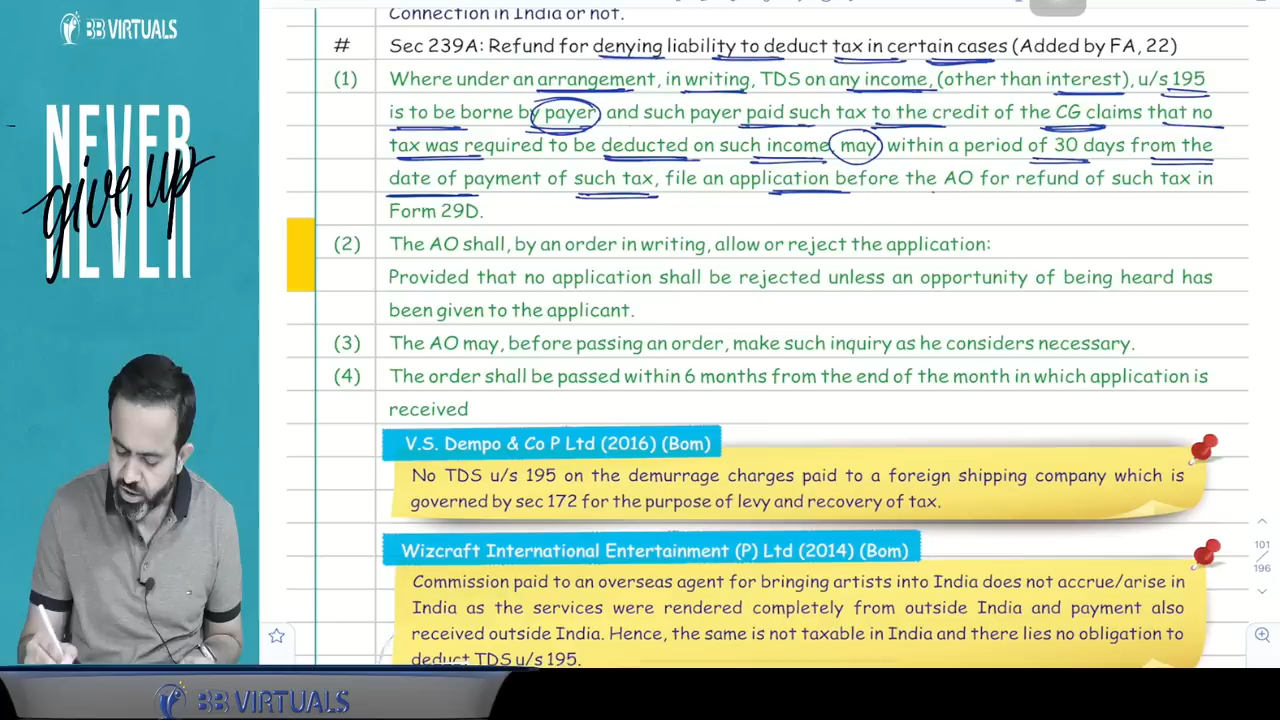 BB VIRTUALS
NEVER
give up
NEVER
Connection in India or not.
# Sec 239A: Refund for denying liability to deduct tax in certain cases (Added by FA, 22)
(1) Where under an arrangement, in writing, TDS on any income, (other than interest), u/s 195
is to be borne by payer and such payer paid such tax to the credit of the CG claims that no
tax was required to be deducted on such income, may within a period of 30 days from the
date of payment of such tax, file an application before the AO for refund of such tax in
Form 29D.
(2) The AO shall, by an order in writing, allow or reject the application:
Provided that no application shall be rejected unless an opportunity of being heard has
been given to the applicant.
(3) The AO may, before passing an order, make such inquiry as he considers necessary.
(4) The order shall be passed within 6 months from the end of the month in which application is
received
V.S. Dempo & Co P Ltd (2016) (Bom)
No TDS u/s 195 on the demurrage charges paid to a foreign shipping company which is
governed by sec 172 for the purpose of levy and recovery of tax.
Wizcraft International Entertainment (P) Ltd (2014) (Bom)
Commission paid to an overseas agent for bringing artists into India does not accrue/arise in
India as the services were rendered completely from outside India and payment also
received outside India. Hence, the same is not taxable in India and there lies no obligation to
deduct TDS u/s 195.
101
196
BB VIRTUALS